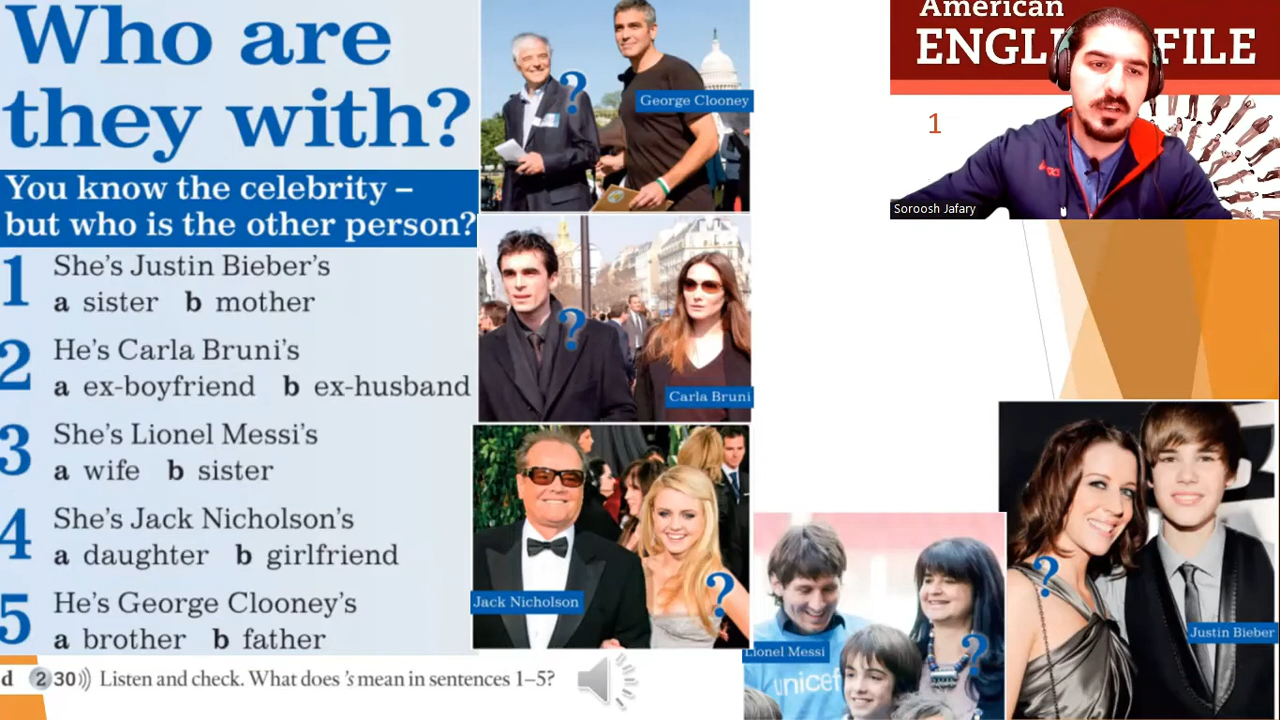 Who are
they with?
You know the celebrity –
but who is the other person?
1 She's Justin Bieber's
a sister b mother
2 He's Carla Bruni's
a ex-boyfriend b ex-husband
3 She's Lionel Messi's
a wife b sister
4 She's Jack Nicholson's
a daughter b girlfriend
5 He's George Clooney's
a brother b father
d 2 30)) Listen and check. What does 's mean in sentences 1–5?
?
George Clooney
?
Carla Bruni
?
Jack Nicholson
?
Lionel Messi
unicef
?
Justin Bieber
American
FILE
1
Soroosh Jafary